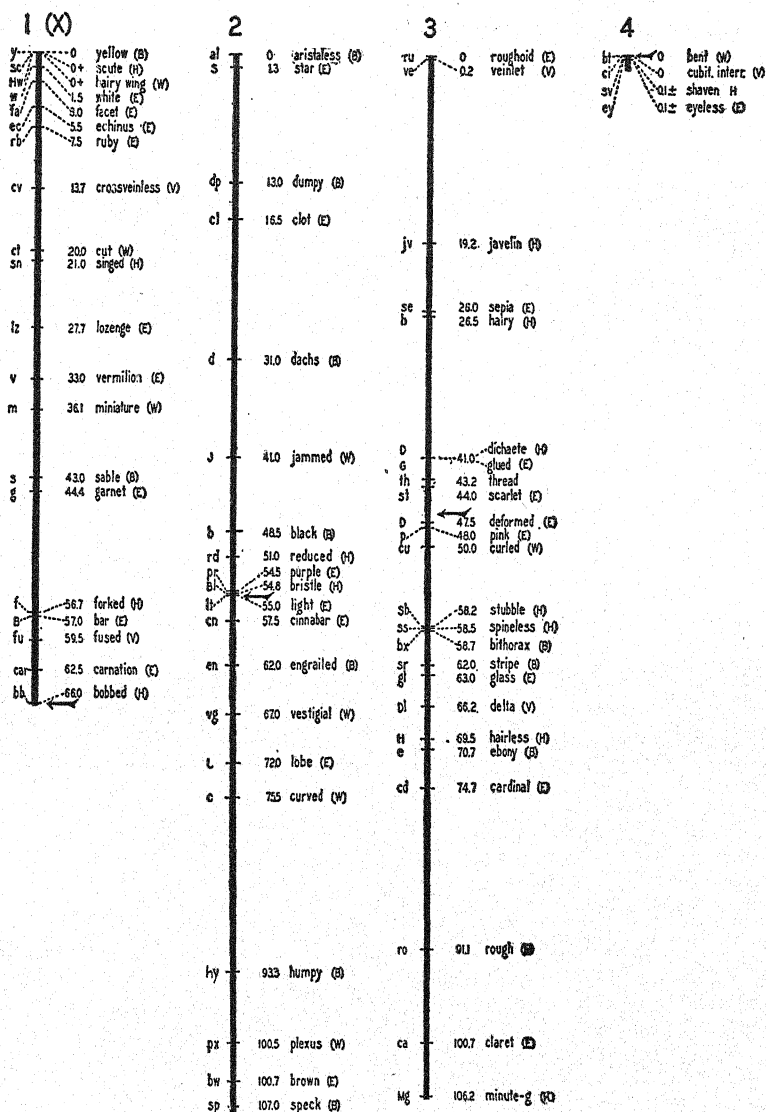 1 (X)
y 0 yellow (B)
sc 0+ scute (H)
Hw 0+ hairy wing (W)
w 1.5 white (E)
fa 3.0 facet (E)
ec 5.5 echinus (E)
rb 7.5 ruby (E)
cv 13.7 crossveinless (V)
ct 20.0 cut (W)
sn 21.0 singed (H)
lz 27.7 lozenge (E)
v 33.0 vermilion (E)
m 36.1 miniature (W)
s 43.0 sable (B)
g 44.4 garnet (E)
f 56.7 forked (H)
B 57.0 bar (E)
fu 59.5 fused (V)
car 62.5 carnation (E)
bb 66.0 bobbed (H)
2
al 0 aristaless (B)
s 1.3 star (E)
dp 13.0 dumpy (B)
cl 16.5 clot (E)
d 31.0 dachs (B)
J 41.0 jammed (W)
b 48.5 black (B)
rd 51.0 reduced (H)
pr 54.5 purple (E)
Bl 54.8 bristle (H)
lt 55.0 light (E)
cn 57.5 cinnabar (E)
en 62.0 engrailed (B)
vg 67.0 vestigial (W)
L 72.0 lobe (E)
c 75.5 curved (W)
hy 93.3 humpy (B)
px 100.5 plexus (W)
bw 100.7 brown (E)
sp 107.0 speck (B)
3
ru 0 roughoid (E)
ve 0.2 veinlet (V)
jv 19.2 javelin (H)
se 26.0 sepia (E)
h 26.5 hairy (H)
D dichaete (H)
41.0
G glued (E)
th 43.2 thread
st 44.0 scarlet (E)
D 47.5 deformed (E)
p 48.0 pink (E)
cu 50.0 curled (W)
Sb 58.2 stubble (H)
ss 58.5 spineless (H)
bx 58.7 bithorax (B)
sr 62.0 stripe (B)
gl 63.0 glass (E)
Dl 66.2 delta (V)
H 69.5 hairless (H)
e 70.7 ebony (B)
cd 74.7 cardinal (E)
ro 91.1 rough
ca 100.7 claret (E)
Mg 106.2 minute-g (H)
4
bt 0 bent (W)
ci 0 cubit. interr. (V)
sv 0.1± shaven H
ey 0.1± eyeless (E)